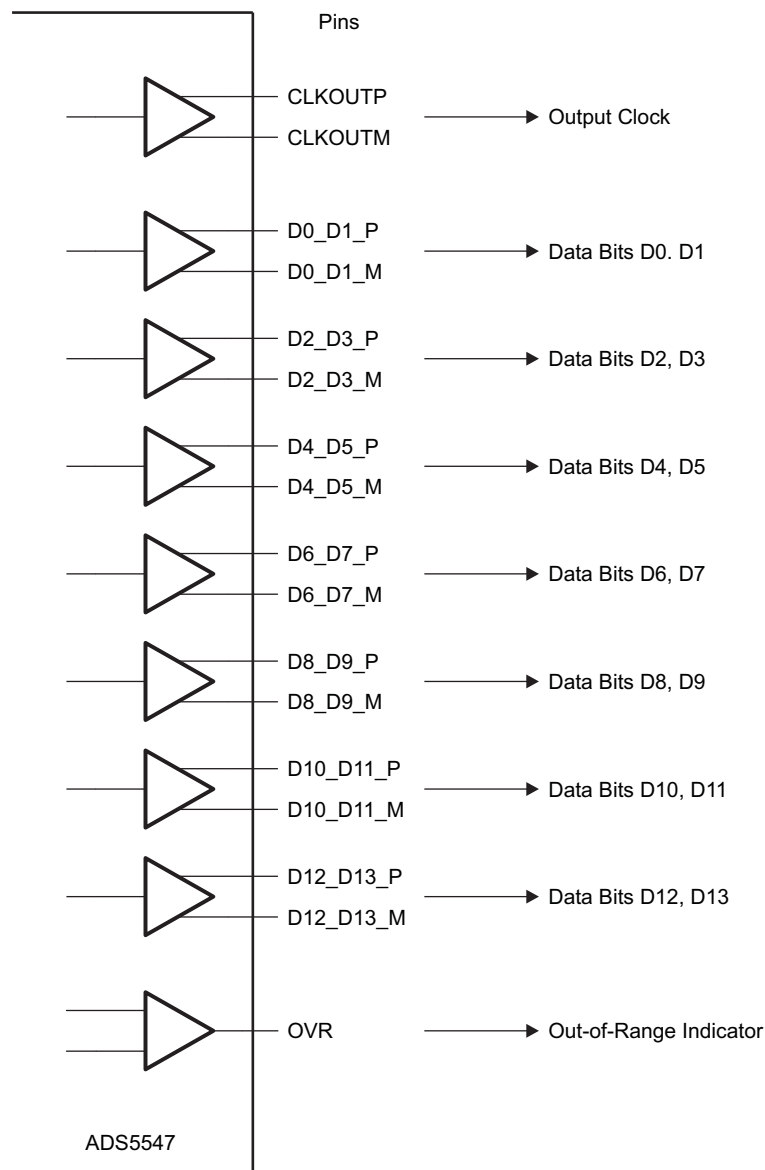 Pins
CLKOUTP
CLKOUTM
Output Clock
D0_D1_P
D0_D1_M
Data Bits D0. D1
D2_D3_P
D2_D3_M
Data Bits D2, D3
D4_D5_P
D4_D5_M
Data Bits D4, D5
D6_D7_P
D6_D7_M
Data Bits D6, D7
D8_D9_P
D8_D9_M
Data Bits D8, D9
D10_D11_P
D10_D11_M
Data Bits D10, D11
D12_D13_P
D12_D13_M
Data Bits D12, D13
OVR
Out-of-Range Indicator
ADS5547